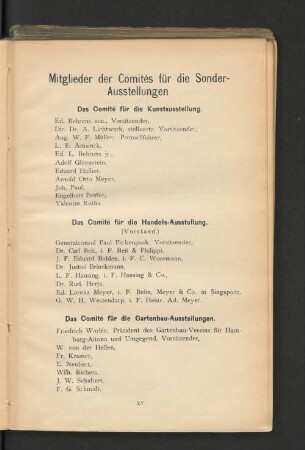 Mitglieder der Comités für die Sonder-
Ausstellungen
Das Comité für die Kunstausstellung.
Ed. Behrens sen., Vorsitzender,
Dir. Dr. A. Lichtwark, stellvertr. Vorsitzender,
Aug. W. F. Müller, Protocollführer,
L. E. Amsinck,
Ed. L. Behrens jr.,
Adolf Glüenstein,
Eduard Hallier,
Arnold Otto Meyer,
Joh. Paul,
Engelbert Peiffer,
Valentin Ruths.
Das Comité für die Handels-Ausstellung.
(Vorstand.)
Generalconsul Paul Pickenpack, Vorsitzender,
Dr. Carl Beit, i. F. Beit & Philippi,
J. F. Eduard Bohlen, i. F. C. Woermann,
Dr. Justus Brinckmann,
L. F. Hansing, i. F. Hansing & Co.,
Dr. Rud. Hertz,
Ed. Lorenz Meyer, i. F. Behn, Meyer & Co. in Singapore,
G. W. H. Westendarp, i. F. Heinr. Ad. Meyer.
Das Comité für die Gartenbau-Ausstellungen.
Friedrich Worlée, Präsident des Gartenbau-Vereins für Ham-
burg-Altona und Umgegend, Vorsitzender,
W. von der Hellen,
Fr. Kramer,
E. Neubert,
Wilh. Richers,
J. W. Schubert,
F. G. Schmidt.
XV